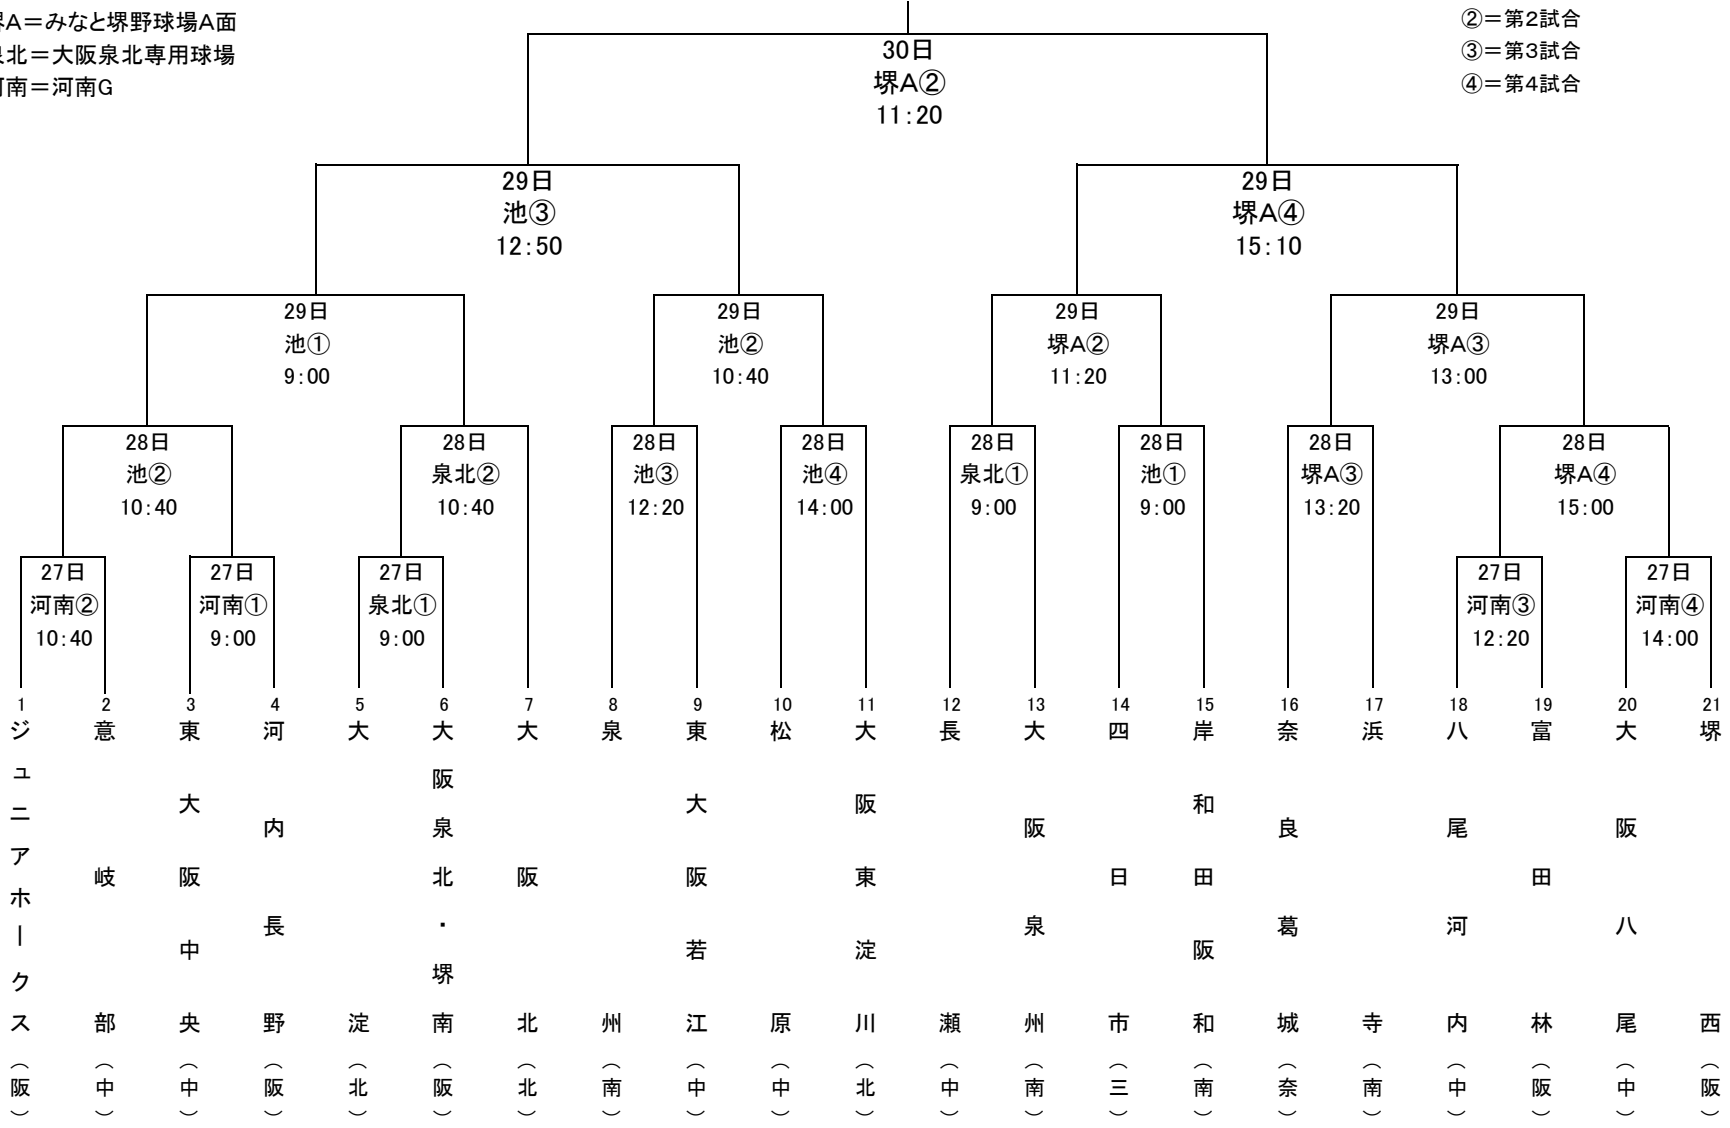 堺A＝みなと堺野球場A面
泉北＝大阪泉北専用球場
河南＝河南G
②＝第2試合
③＝第3試合
④＝第4試合
30日
堺A②
11：20
29日
池③
12：50
29日
堺A④
15：10
29日
池①
9：00
29日
池②
10：40
29日
堺A②
11：20
29日
堺A③
13：00
28日
池②
10：40
28日
泉北②
10：40
28日
池③
12：20
28日
池④
14：00
28日
泉北①
9：00
28日
池①
9：00
28日
堺A③
13：20
28日
堺A④
15：00
27日
河南②
10：40
27日
河南①
9：00
27日
泉北①
9：00
27日
河南③
12：20
27日
河南④
14：00
1
ジュニアホークス（阪）
2
意岐部（中）
3
東大阪中央（中）
4
河内長野（阪）
5
大淀（北）
6
大阪泉北・堺南（阪）
7
大阪北（北）
8
泉州（南）
9
東大阪若江（中）
10
松原（中）
11
大阪東淀川（北）
12
長瀬（中）
13
大阪泉州（南）
14
四日市（三）
15
岸和田阪和（南）
16
奈良葛城（奈）
17
浜寺（南）
18
八尾河内（中）
19
富田林（阪）
20
大阪八尾（中）
21
堺西（阪）